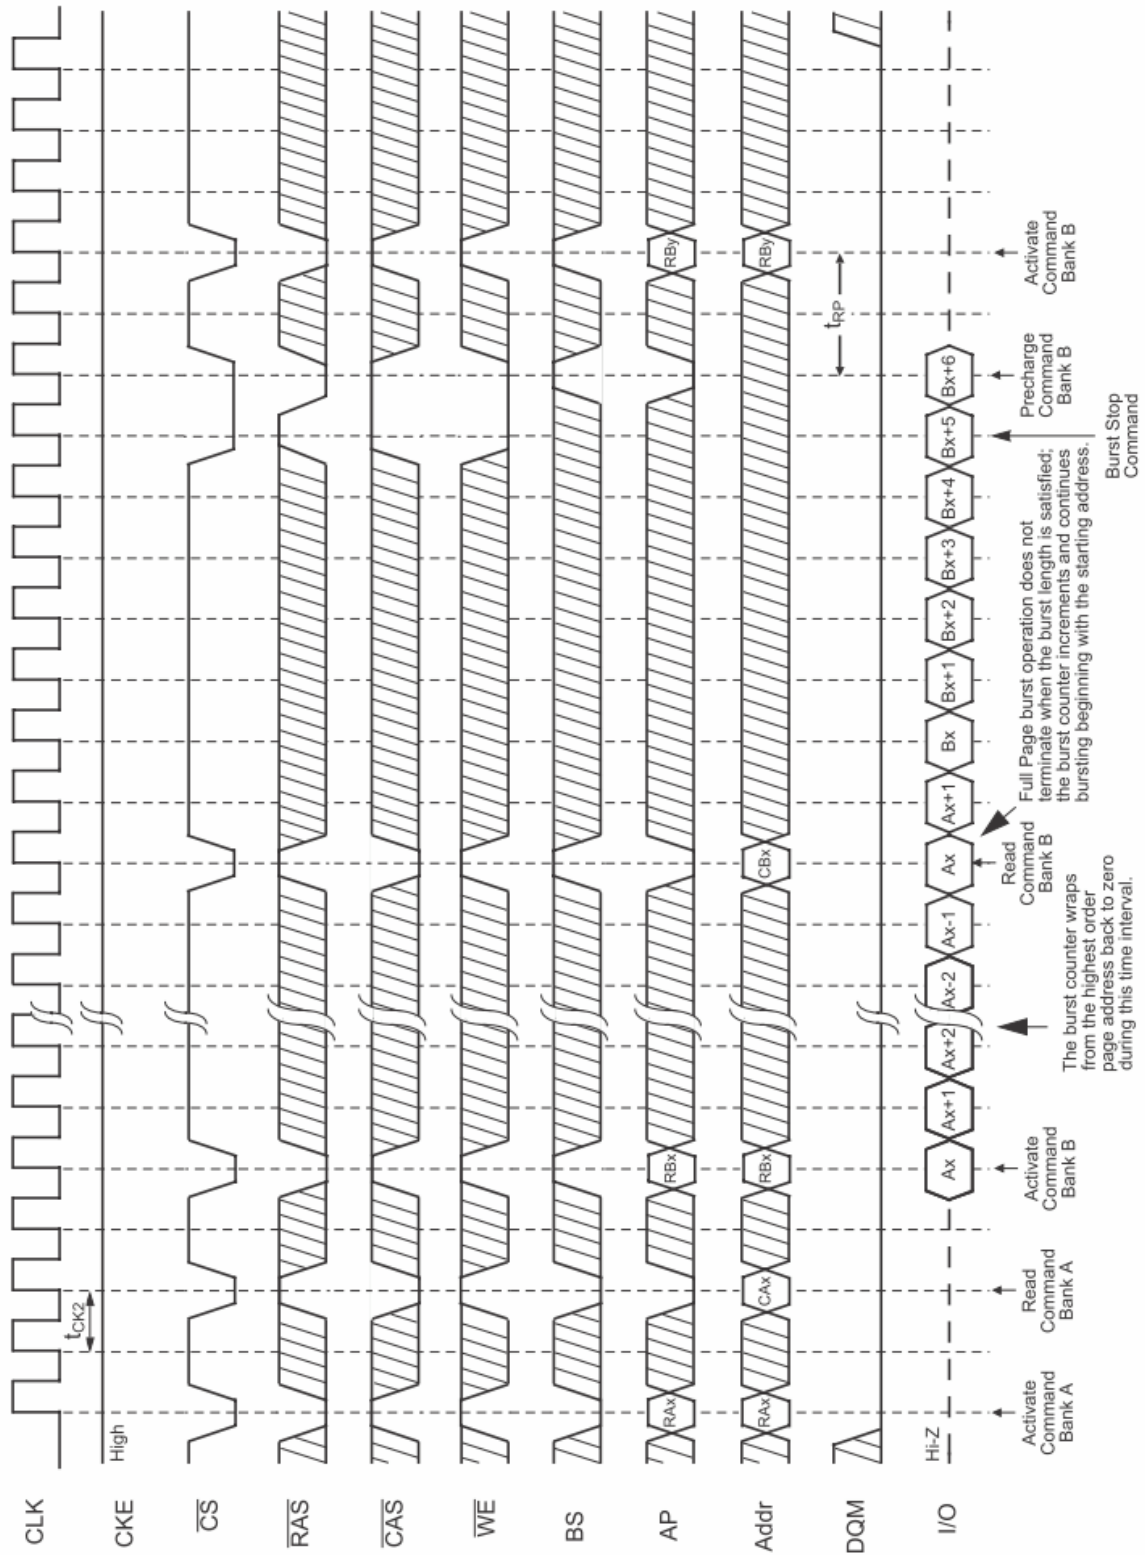 CLK
t_CK2
CKE
High
CS
RAS
CAS
WE
BS
AP
RAx
RBx
RBy
Addr
RAx
CAx
RBx
CBx
RBy
t_RP
DQM
I/O
Hi-Z
Ax
Ax+1
Ax+2
Ax-2
Ax-1
Ax
Ax+1
Bx
Bx+1
Bx+2
Bx+3
Bx+4
Bx+5
Bx+6
Activate
Command
Bank A
Read
Command
Bank A
Activate
Command
Bank B
The burst counter wraps
from the highest order
page address back to zero
during this time interval.
Read
Command
Bank B
Full Page burst operation does not
terminate when the burst length is satisfied;
the burst counter increments and continues
bursting beginning with the starting address.
Burst Stop
Command
Precharge
Command
Bank B
Activate
Command
Bank B